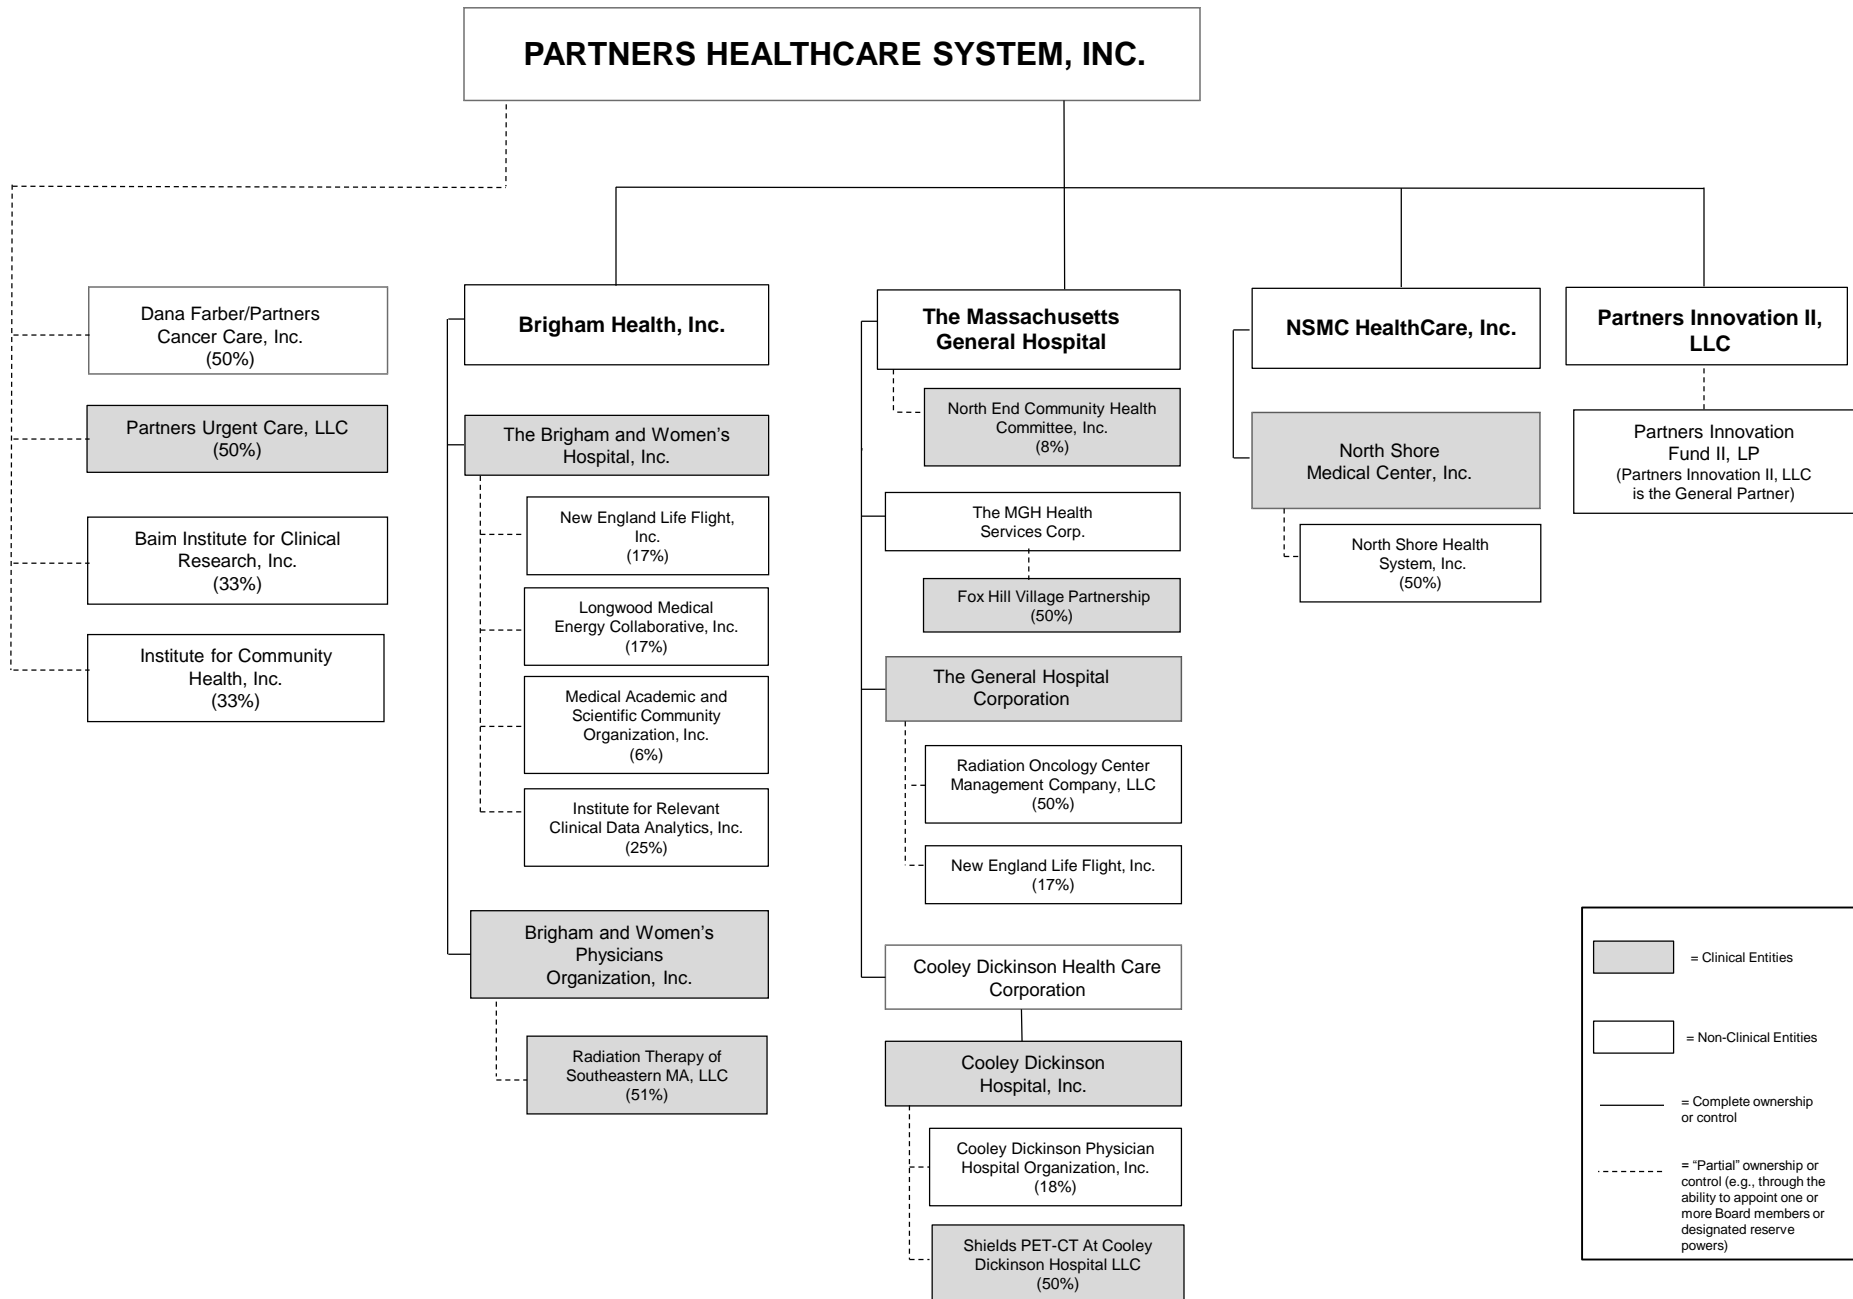 PARTNERS HEALTHCARE SYSTEM, INC.
Dana Farber/Partners
Cancer Care, Inc.
(50%)
Partners Urgent Care, LLC
(50%)
Baim Institute for Clinical
Research, Inc.
(33%)
Institute for Community
Health, Inc.
(33%)
Brigham Health, Inc.
The Brigham and Women’s
Hospital, Inc.
New England Life Flight,
Inc.
(17%)
Longwood Medical
Energy Collaborative, Inc.
(17%)
Medical Academic and
Scientific Community
Organization, Inc.
(6%)
Institute for Relevant
Clinical Data Analytics, Inc.
(25%)
Brigham and Women’s
Physicians
Organization, Inc.
Radiation Therapy of
Southeastern MA, LLC
(51%)
The Massachusetts
General Hospital
North End Community Health
Committee, Inc.
(8%)
The MGH Health
Services Corp.
Fox Hill Village Partnership
(50%)
The General Hospital
Corporation
Radiation Oncology Center
Management Company, LLC
(50%)
New England Life Flight, Inc.
(17%)
Cooley Dickinson Health Care
Corporation
Cooley Dickinson
Hospital, Inc.
Cooley Dickinson Physician
Hospital Organization, Inc.
(18%)
Shields PET-CT At Cooley
Dickinson Hospital LLC
(50%)
NSMC HealthCare, Inc.
North Shore
Medical Center, Inc.
North Shore Health
System, Inc.
(50%)
Partners Innovation II,
LLC
Partners Innovation
Fund II, LP
(Partners Innovation II, LLC
is the General Partner)
= Clinical Entities
= Non-Clinical Entities
= Complete ownership
or control
= “Partial” ownership or
control (e.g., through the
ability to appoint one or
more Board members or
designated reserve
powers)